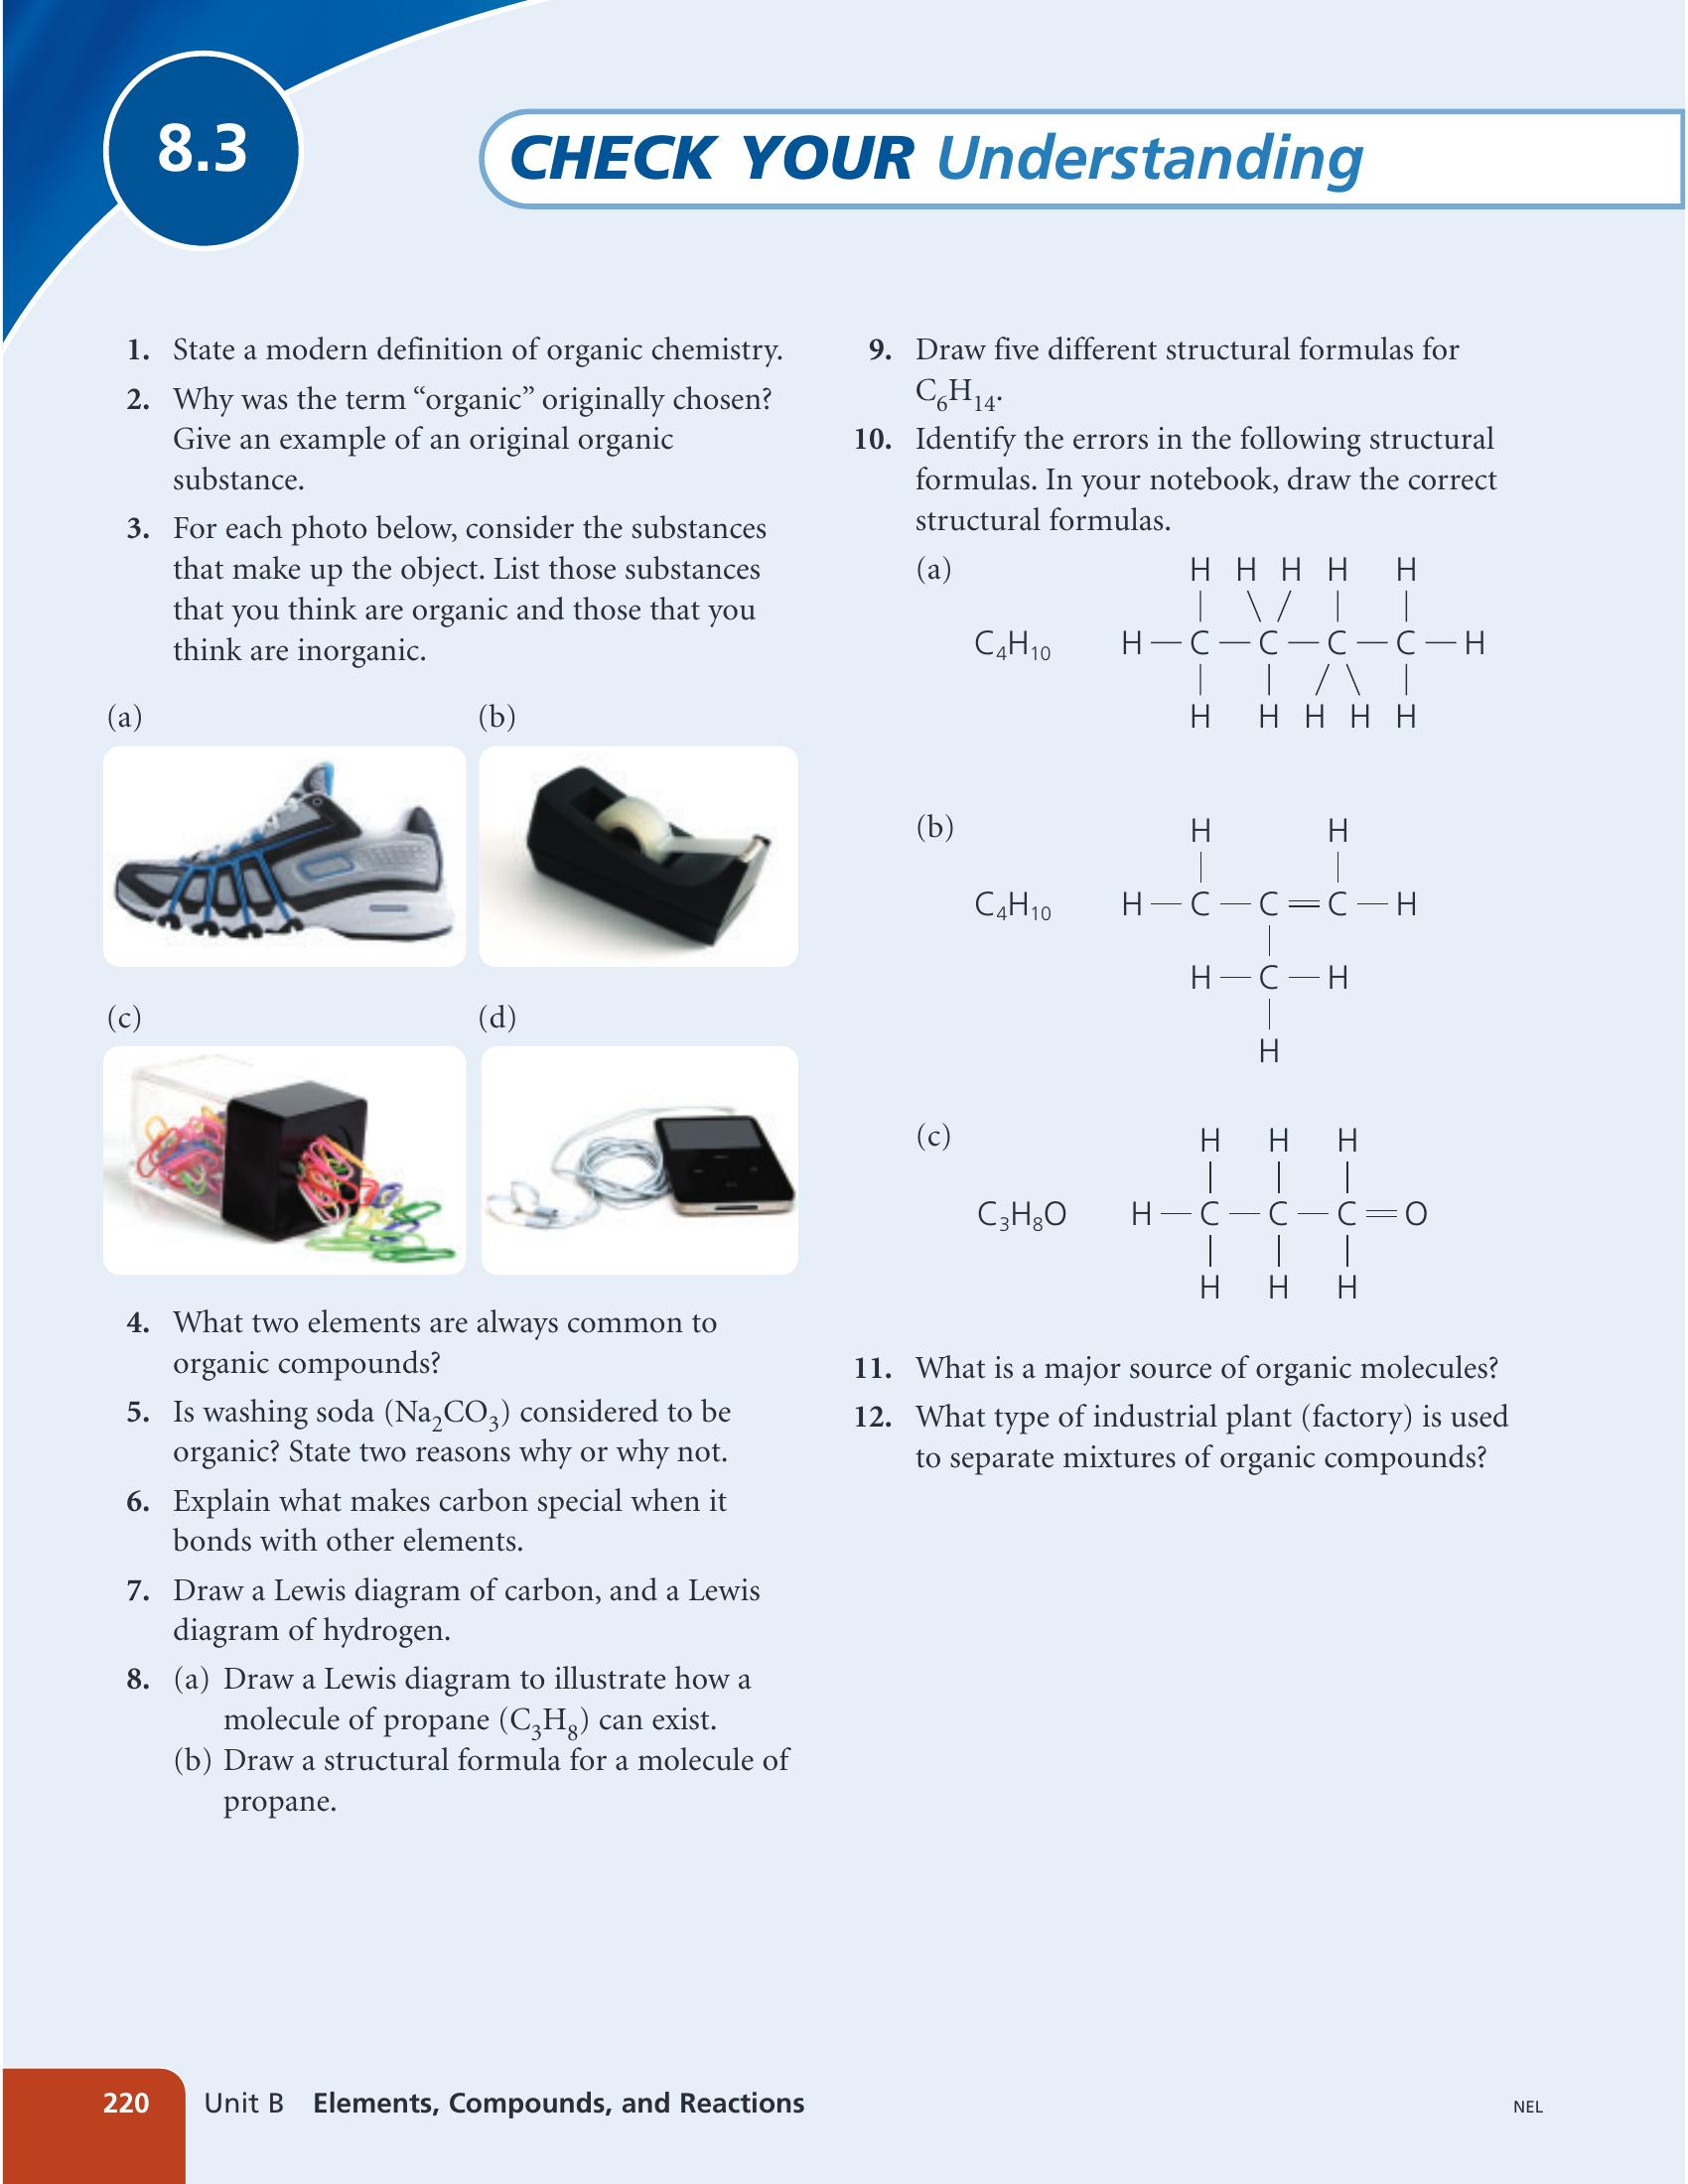 8.3
CHECK YOUR Understanding
1. State a modern definition of organic chemistry.
2. Why was the term “organic” originally chosen?
Give an example of an original organic
substance.
3. For each photo below, consider the substances
that make up the object. List those substances
that you think are organic and those that you
think are inorganic.
(a)
(b)
(c)
(d)
4. What two elements are always common to
organic compounds?
5. Is washing soda (Na₂CO₃) considered to be
organic? State two reasons why or why not.
6. Explain what makes carbon special when it
bonds with other elements.
7. Draw a Lewis diagram of carbon, and a Lewis
diagram of hydrogen.
8. (a) Draw a Lewis diagram to illustrate how a
molecule of propane (C₃H₈) can exist.
(b) Draw a structural formula for a molecule of
propane.
9. Draw five different structural formulas for
C₆H₁₄.
10. Identify the errors in the following structural
formulas. In your notebook, draw the correct
structural formulas.
(a)
H H H H H
C₄H₁₀ H — C — C — C — C — H
H H H H H
(b)
H H
C₄H₁₀ H — C — C = C — H
H — C — H
H
(c)
H H H
C₃H₈O H — C — C — C = O
H H H
11. What is a major source of organic molecules?
12. What type of industrial plant (factory) is used
to separate mixtures of organic compounds?
220 Unit B Elements, Compounds, and Reactions
NEL